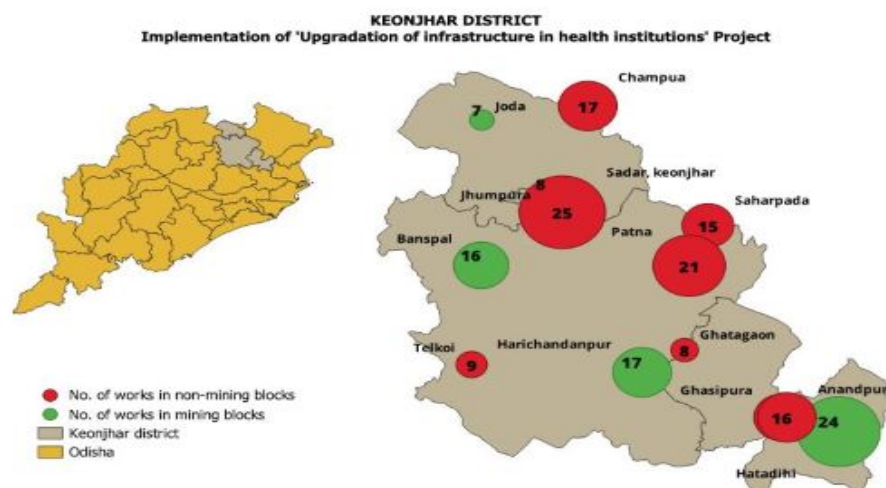 KEONJHAR DISTRICT
Implementation of 'Upgradation of infrastructure in health institutions' Project
Champua
17
7
Joda
8
Sadar, keonjhar
Jhumpura
25
Saharpada
15
Banspal
Patna
16
21
Telkoi
Harichandanpur
Ghatagaon
9
17
8
Ghasipura
Anandpur
16
24
Hatadihi
No. of works in non-mining blocks
No. of works in mining blocks
Keonjhar district
Odisha